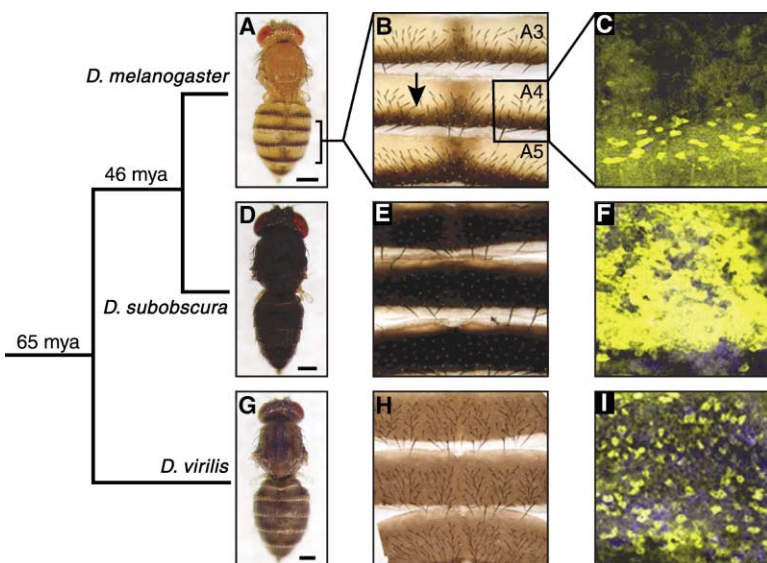 A
B
C
A3
D. melanogaster
A4
46 mya
A5
D
E
F
D. subobscura
65 mya
G
H
I
D. virilis